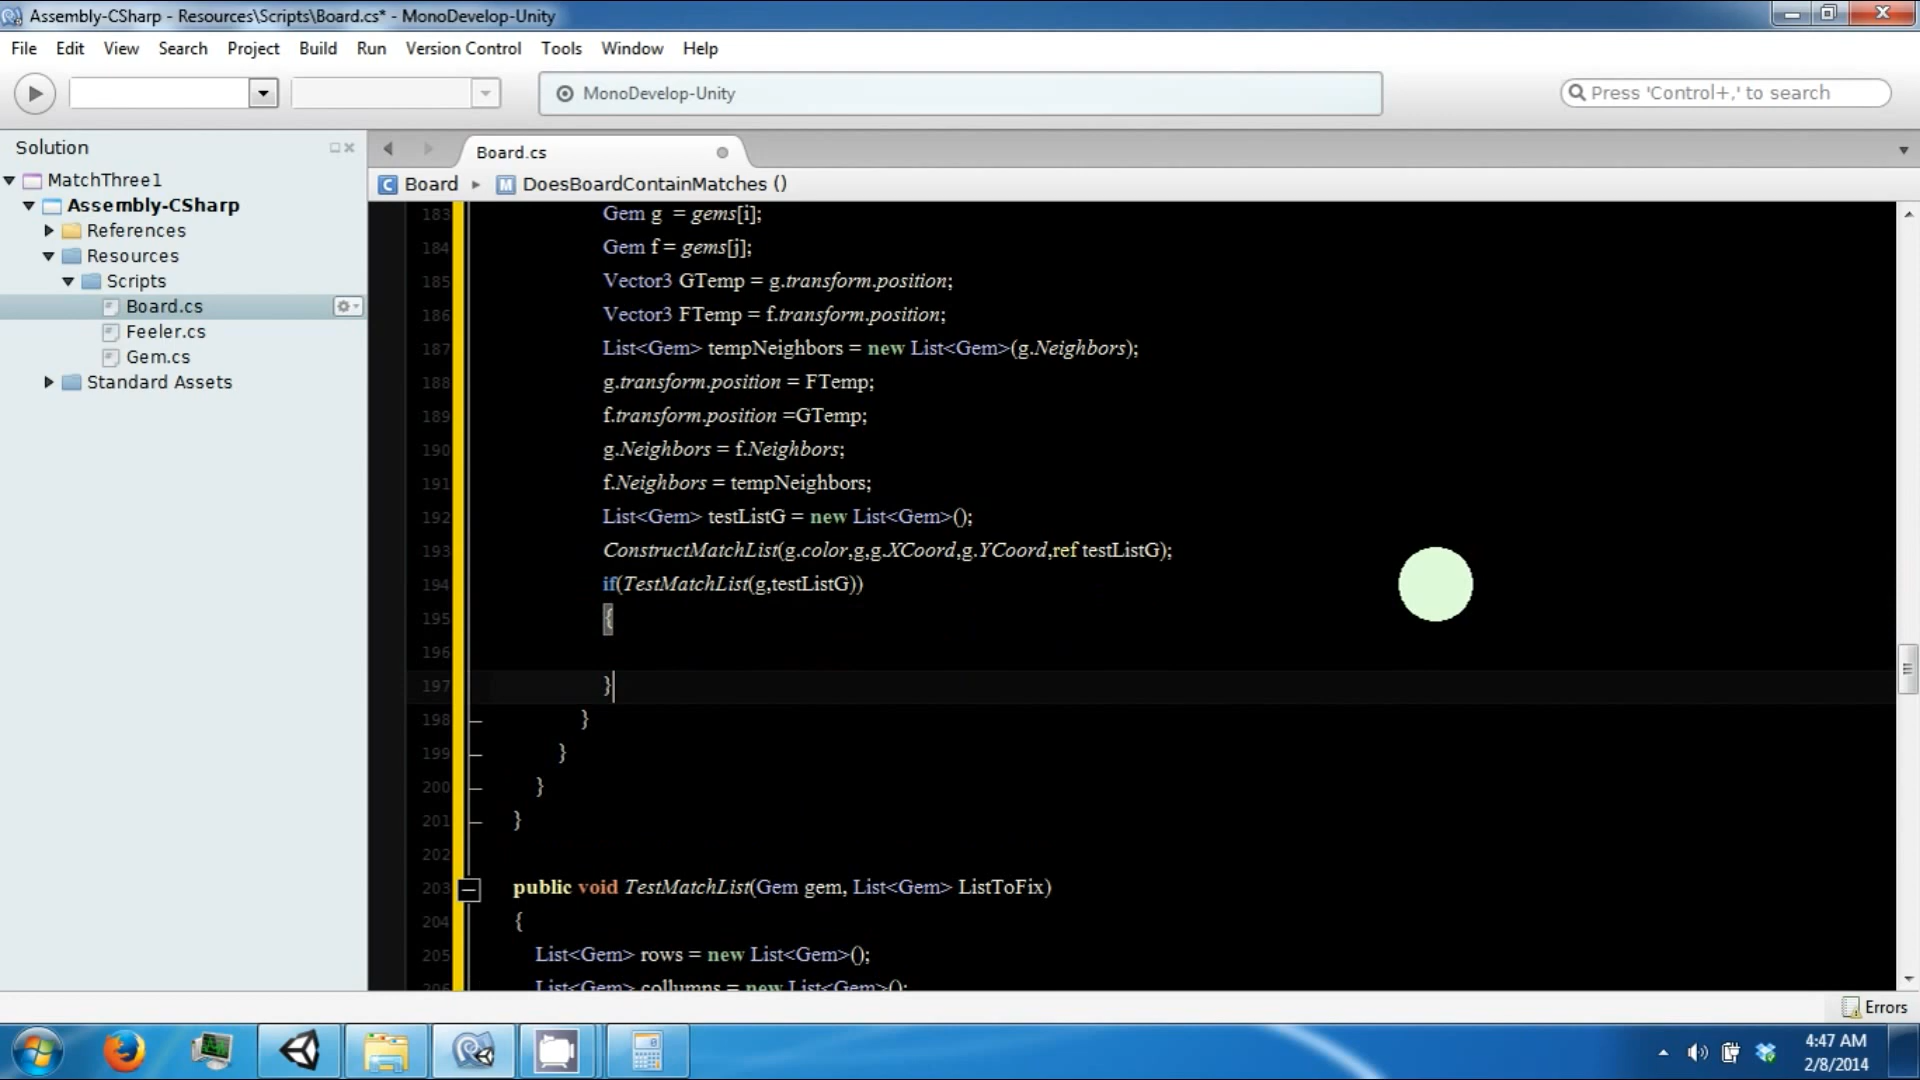 Assembly-CSharp - Resources\Scripts\Board.cs* - MonoDevelop-Unity
File Edit View Search Project Build Run Version Control Tools Window Help
MonoDevelop-Unity
Press 'Control+,' to search
Solution
MatchThree1
Assembly-CSharp
References
Resources
Scripts
Board.cs
Feeler.cs
Gem.cs
Standard Assets
Board.cs
Board DoesBoardContainMatches ()
183 Gem g  = gems[i];
184 Gem f = gems[j];
185 Vector3 GTemp = g.transform.position;
186 Vector3 FTemp = f.transform.position;
187 List<Gem> tempNeighbors = new List<Gem>(g.Neighbors);
188 g.transform.position = FTemp;
189 f.transform.position =GTemp;
190 g.Neighbors = f.Neighbors;
191 f.Neighbors = tempNeighbors;
192 List<Gem> testListG = new List<Gem>();
193 ConstructMatchList(g.color,g,g.XCoord,g.YCoord,ref testListG);
194 if(TestMatchList(g,testListG))
195 {
196
197 }
198 }
199 }
200 }
201 }
202
203 public void TestMatchList(Gem gem, List<Gem> ListToFix)
204 {
205 List<Gem> rows = new List<Gem>();
206 List<Gem> collumns = new List<Gem>();
Errors
4:47 AM
2/8/2014